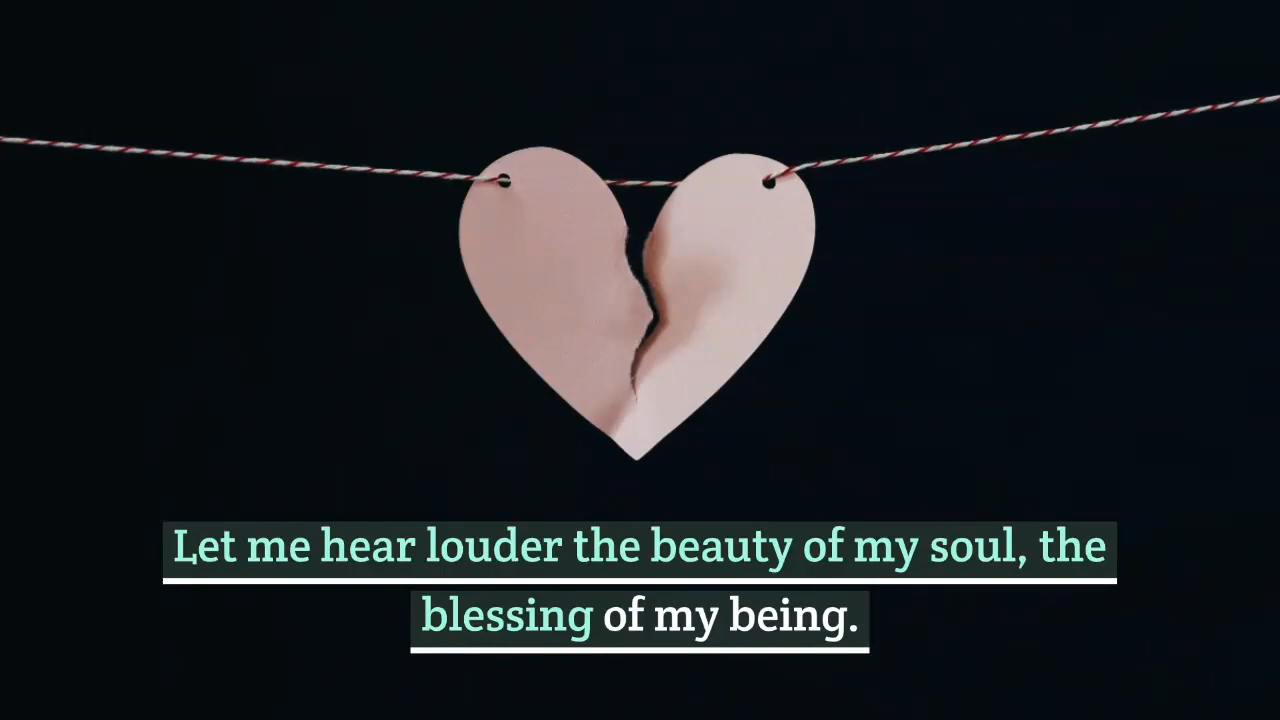 Let me hear louder the beauty of my soul, the
blessing of my being.